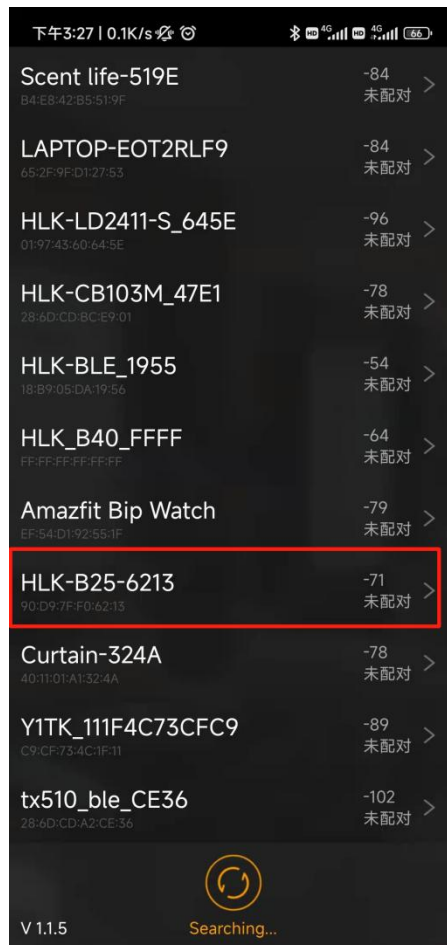 下午3:27 | 0.1K/s
HD 4G HD 4G 66
Scent life-519E -84
B4:E8:42:B5:51:9F 未配对
LAPTOP-EOT2RLF9 -84
65:2F:9F:D1:27:53 未配对
HLK-LD2411-S_645E -96
01:97:43:60:64:5E 未配对
HLK-CB103M_47E1 -78
28:6D:CD:BC:E9:01 未配对
HLK-BLE_1955 -54
18:B9:05:DA:19:56 未配对
HLK_B40_FFFF -64
FF:FF:FF:FF:FF:FF 未配对
Amazfit Bip Watch -79
EF:54:D1:92:55:1F 未配对
HLK-B25-6213 -71
90:D9:7F:F0:62:13 未配对
Curtain-324A -78
40:11:01:A1:32:4A 未配对
Y1TK_111F4C73CFC9 -89
C9:CF:73:4C:1F:11 未配对
tx510_ble_CE36 -102
28:6D:CD:A2:CE:36 未配对
V 1.1.5 Searching...